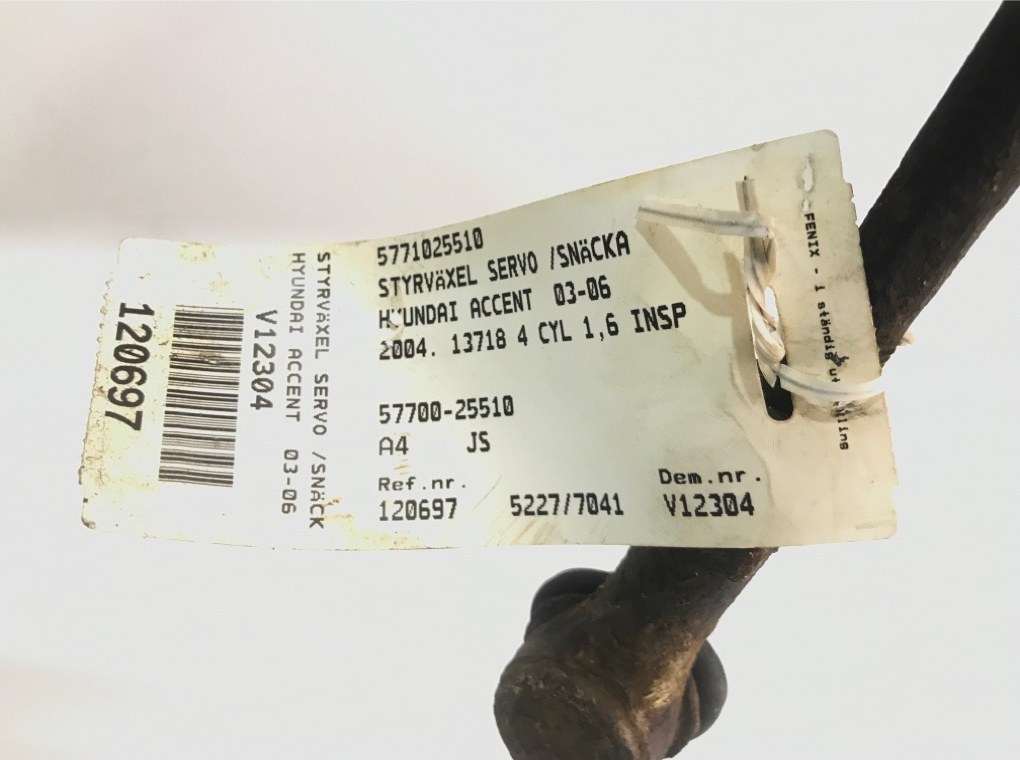 5771025510
STYRVÄXEL SERVO /SNÄCKA
HYUNDAI ACCENT 03-06
2004. 13718 4 CYL 1,6 INSP
57700-25510
A4 JS
Ref.nr. Dem.nr.
120697 5227/7041 V12304
STYRVÄXEL SERVO /SNÄCK
HYUNDAI ACCENT 03-06
V12304
120697
FENIX - i ständig